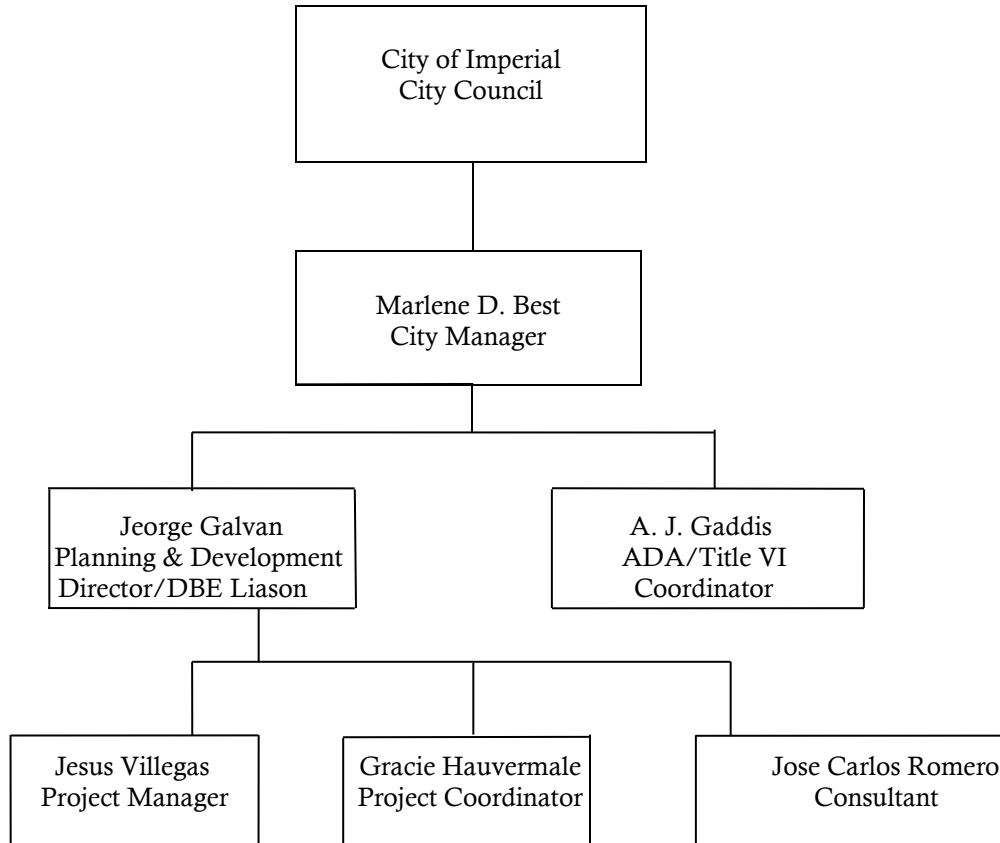 City of Imperial
City Council
Marlene D. Best
City Manager
Jeorge Galvan
Planning & Development
Director/DBE Liason
A. J. Gaddis
ADA/Title VI
Coordinator
Jesus Villegas
Project Manager
Gracie Hauvermale
Project Coordinator
Jose Carlos Romero
Consultant